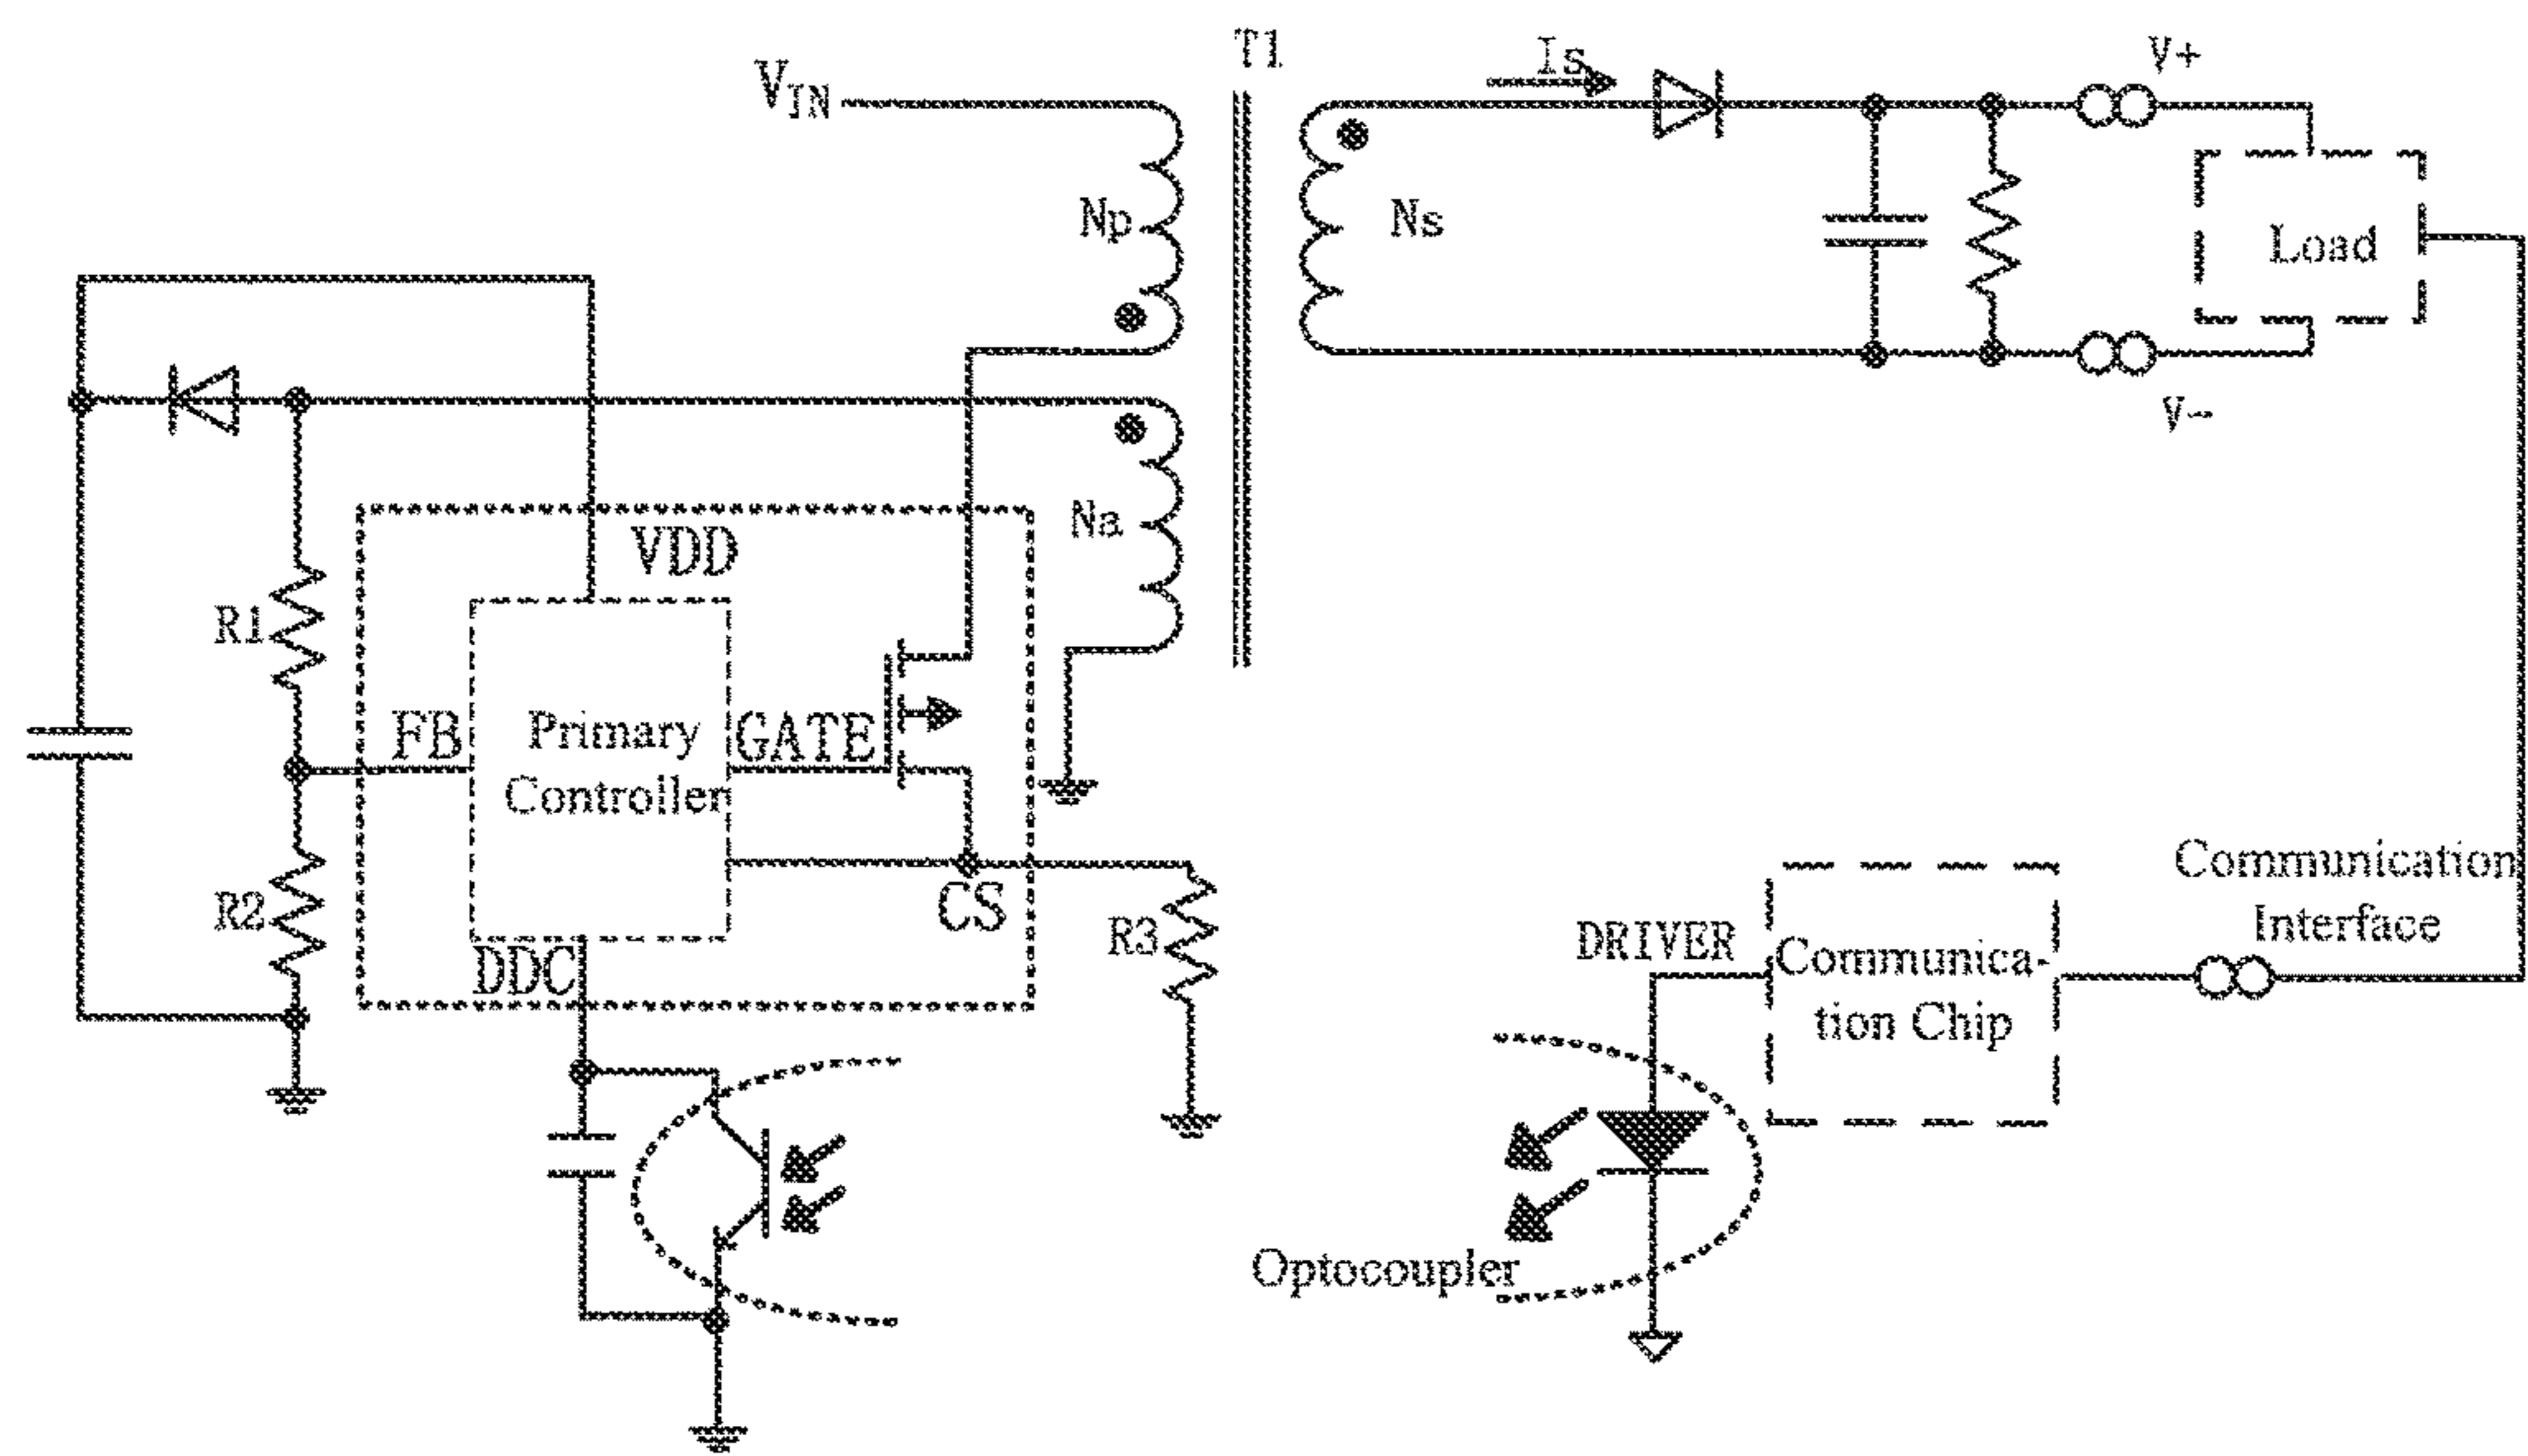 T1
Is
V+
VIN
Np
Ns
Load
V-
Na
VDD
R1
FB
Primary
Controller
GATE
R2
CS
R3
DDC
Communication
Interface
DRIVER
Communica-
tion Chip
Optocoupler